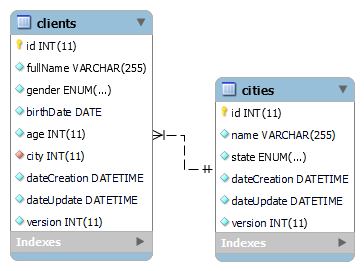 clients
id INT(11)
fullName VARCHAR(255)
gender ENUM(...)
birthDate DATE
age INT(11)
city INT(11)
dateCreation DATETIME
dateUpdate DATETIME
version INT(11)
Indexes
cities
id INT(11)
name VARCHAR(255)
state ENUM(...)
dateCreation DATETIME
dateUpdate DATETIME
version INT(11)
Indexes